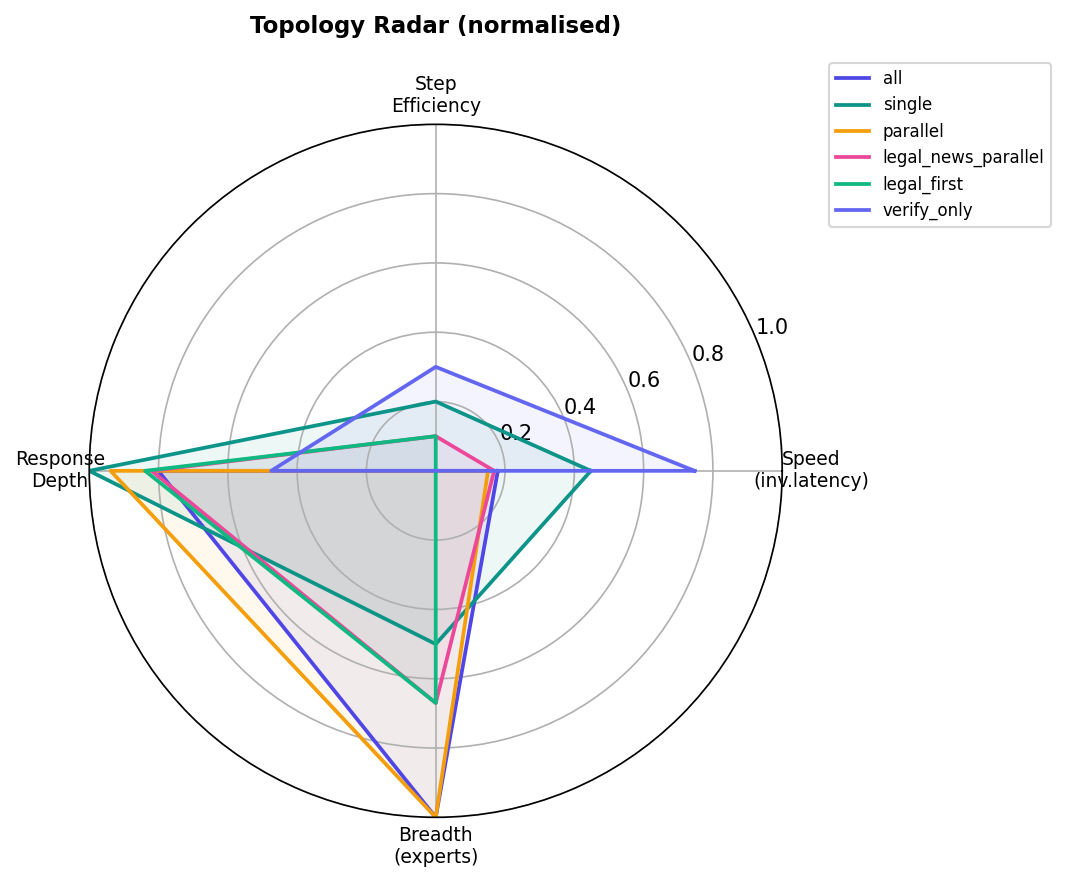 Topology Radar (normalised)
Step
Efficiency
all
single
parallel
legal_news_parallel
legal_first
verify_only
1.0
0.8
0.6
0.4
0.2
Response
Depth
Speed
(inv.latency)
Breadth
(experts)